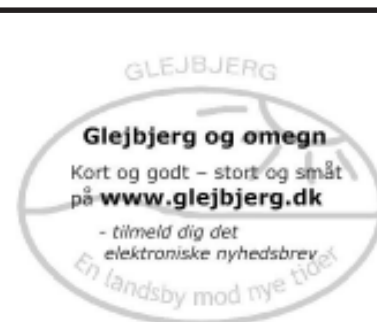 GLEJBJERG
Glejbjerg og omegn
Kort og godt – stort og småt
på www.glejbjerg.dk
- tilmeld dig det
elektroniske nyhedsbrev
En landsby mod nye tider